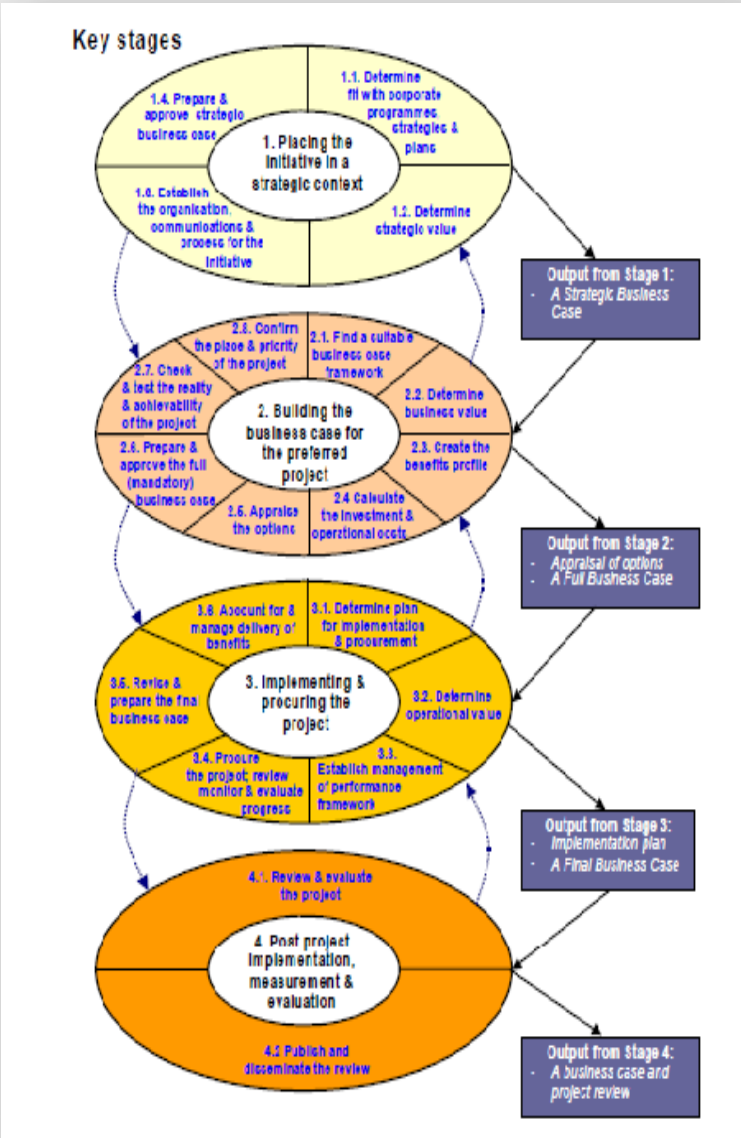 Key stages
1.1. Determine
fit with corporate
programmes,
strategies &
plans
1.2. Determine
strategic value
1.3. Establish
the organisation,
communications &
process for the
initiative
1.4. Prepare &
approve strategic
business case
1. Placing the
initiative in a
strategic context
Output from Stage 1:
- A Strategic Business
Case
2.1. Find a suitable
business case
framework
2.2. Determine
business value
2.3. Create the
benefits profile
2.4 Calculate
the investment &
operational costs
2.5. Appraise
the options
2.6. Prepare &
approve the full
(mandatory)
business case
2.7. Check
& test the reality
& achievability
of the project
2.8. Confirm
the place & priority
of the project
2. Building the
business case for
the preferred
project
Output from Stage 2:
- Appraisal of options
- A Full Business Case
3.1. Determine plan
for implementation
& procurement
3.2. Determine
operational value
3.3.
Establish management
of performance
framework
3.4. Procure
the project; review
monitor & evaluate
progress
3.5. Revise &
prepare the final
business case
3.6. Account for &
manage delivery of
benefits
3. Implementing &
procuring the
project
Output from Stage 3:
- Implementation plan
- A Final Business Case
4.1. Review & evaluate
the project
4. Post project
implementation,
measurement &
evaluation
4.2 Publish and
disseminate the review
Output from Stage 4:
- A business case and
project review